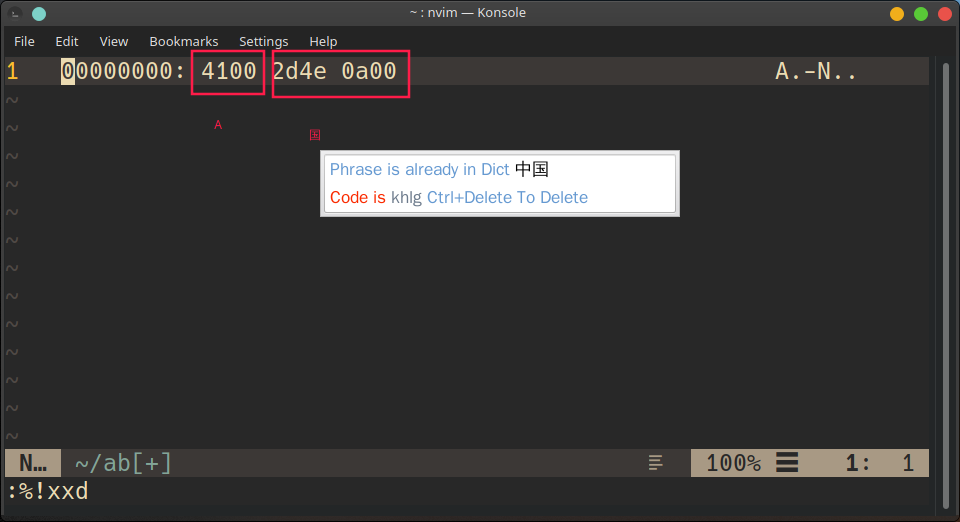 ~ : nvim — Konsole
File Edit View Bookmarks Settings Help
1 00000000: 4100 2d4e 0a00 A.-N..
A
国
Phrase is already in Dict 中国
Code is khlg Ctrl+Delete To Delete
~
~
~
~
~
~
~
~
~
~
~
~
~
N… ~/ab[+] 100% ☰ 1: 1
:%!xxd